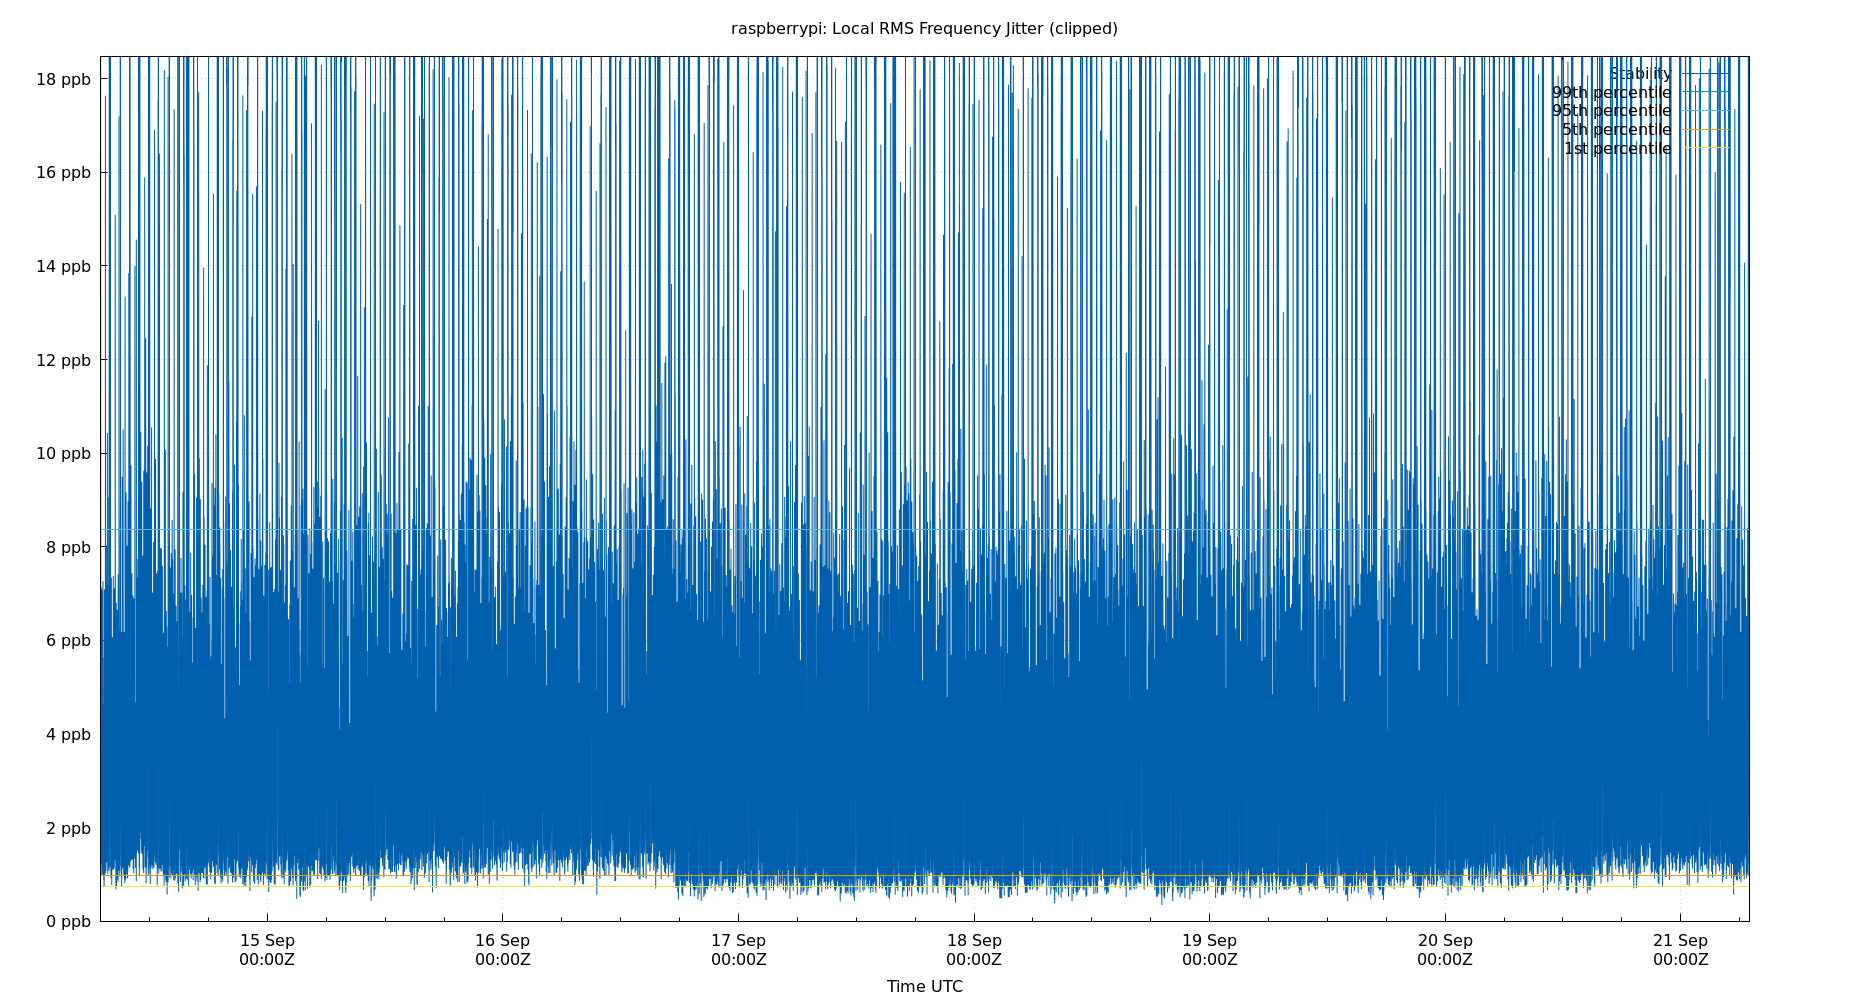 raspberrypi: Local RMS Frequency Jitter (clipped)
18 ppb
16 ppb
14 ppb
12 ppb
10 ppb
8 ppb
6 ppb
4 ppb
2 ppb
0 ppb
Stability
99th percentile
95th percentile
5th percentile
1st percentile
15 Sep 16 Sep 17 Sep 18 Sep 19 Sep 20 Sep 21 Sep
00:00Z 00:00Z 00:00Z 00:00Z 00:00Z 00:00Z 00:00Z
Time UTC